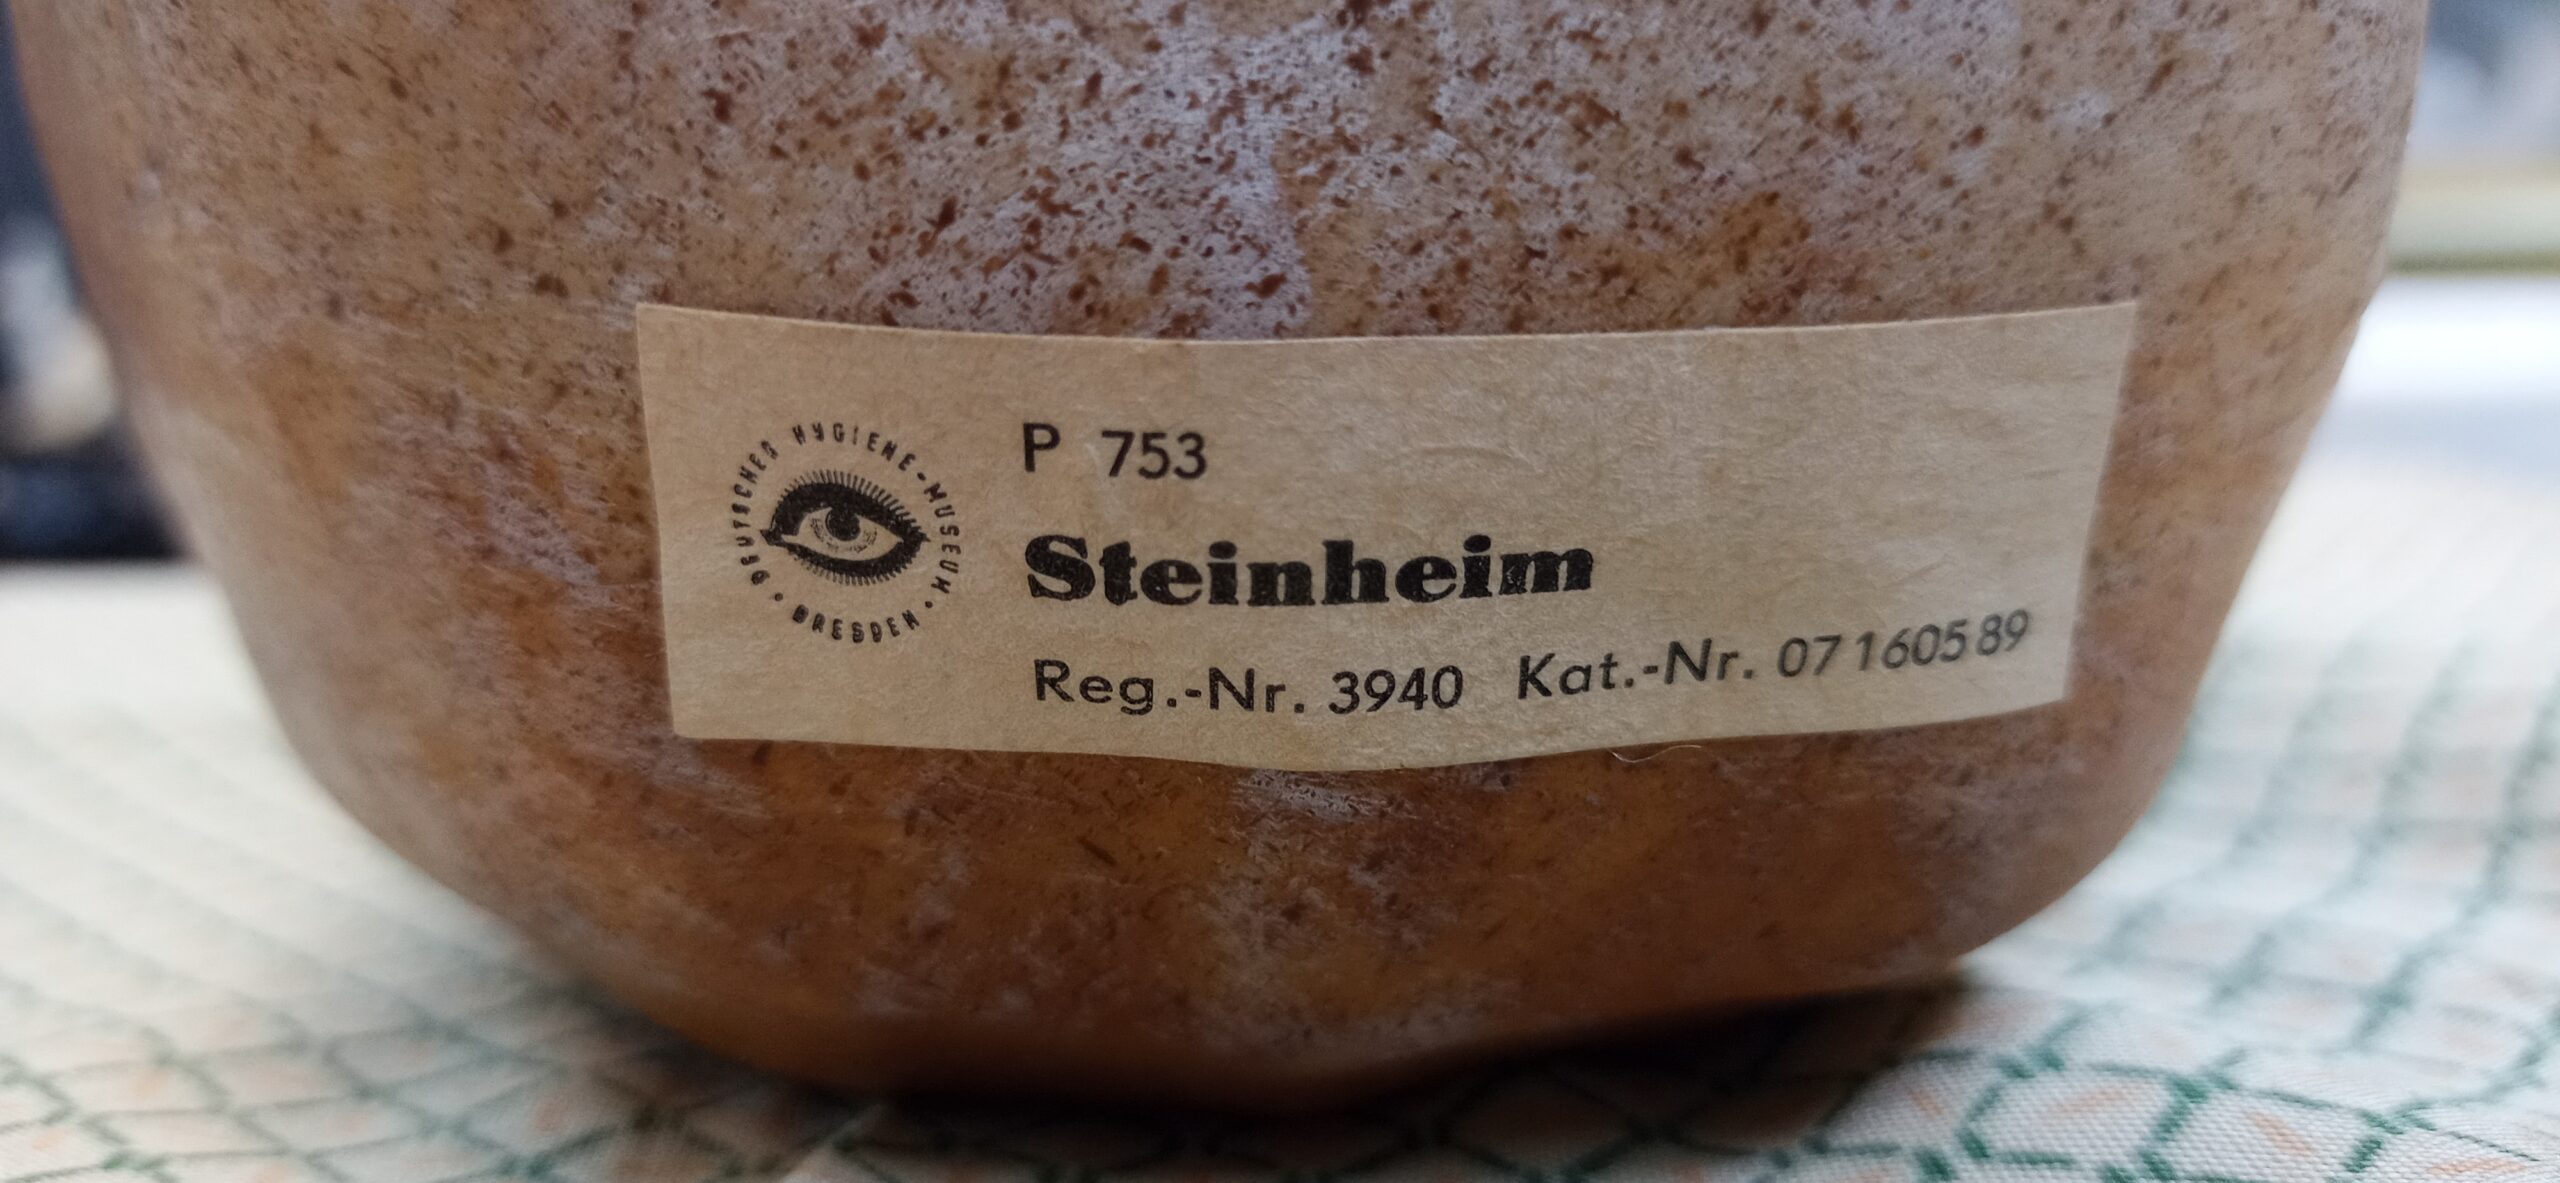 DEUTSCHES HYGIENE-MUSEUM · DRESDEN ·
P 753
Steinheim
Reg.-Nr. 3940 Kat.-Nr. 07160589